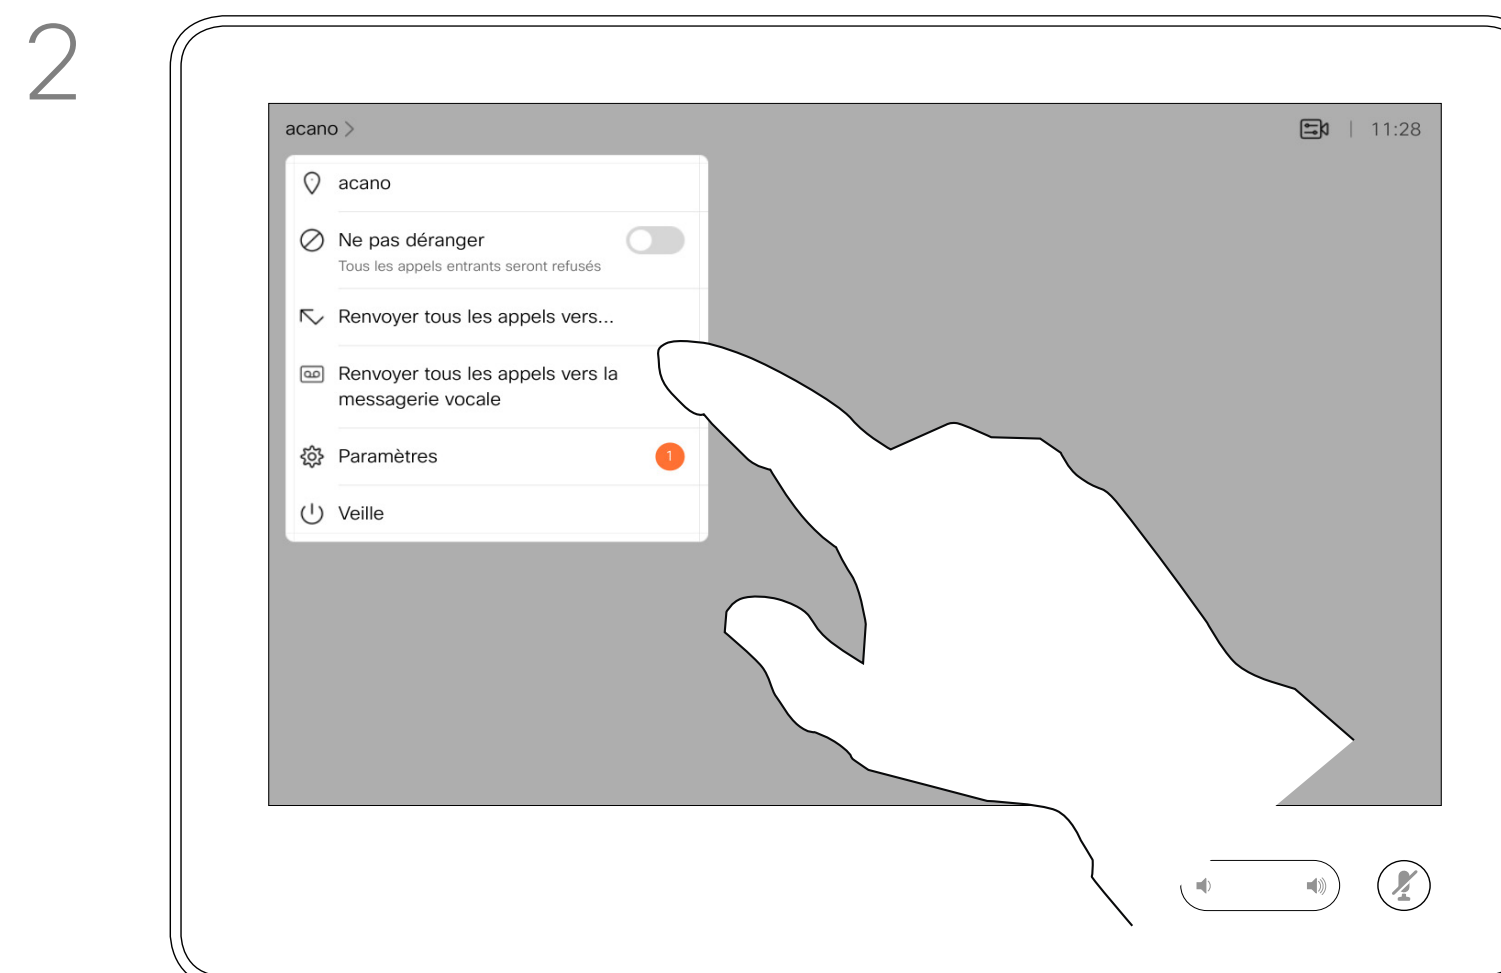 2
acano
11:28
acano
Ne pas déranger
Tous les appels entrants seront refusés
Renvoyer tous les appels vers...
Renvoyer tous les appels vers la
messagerie vocale
Paramètres
1
Veille